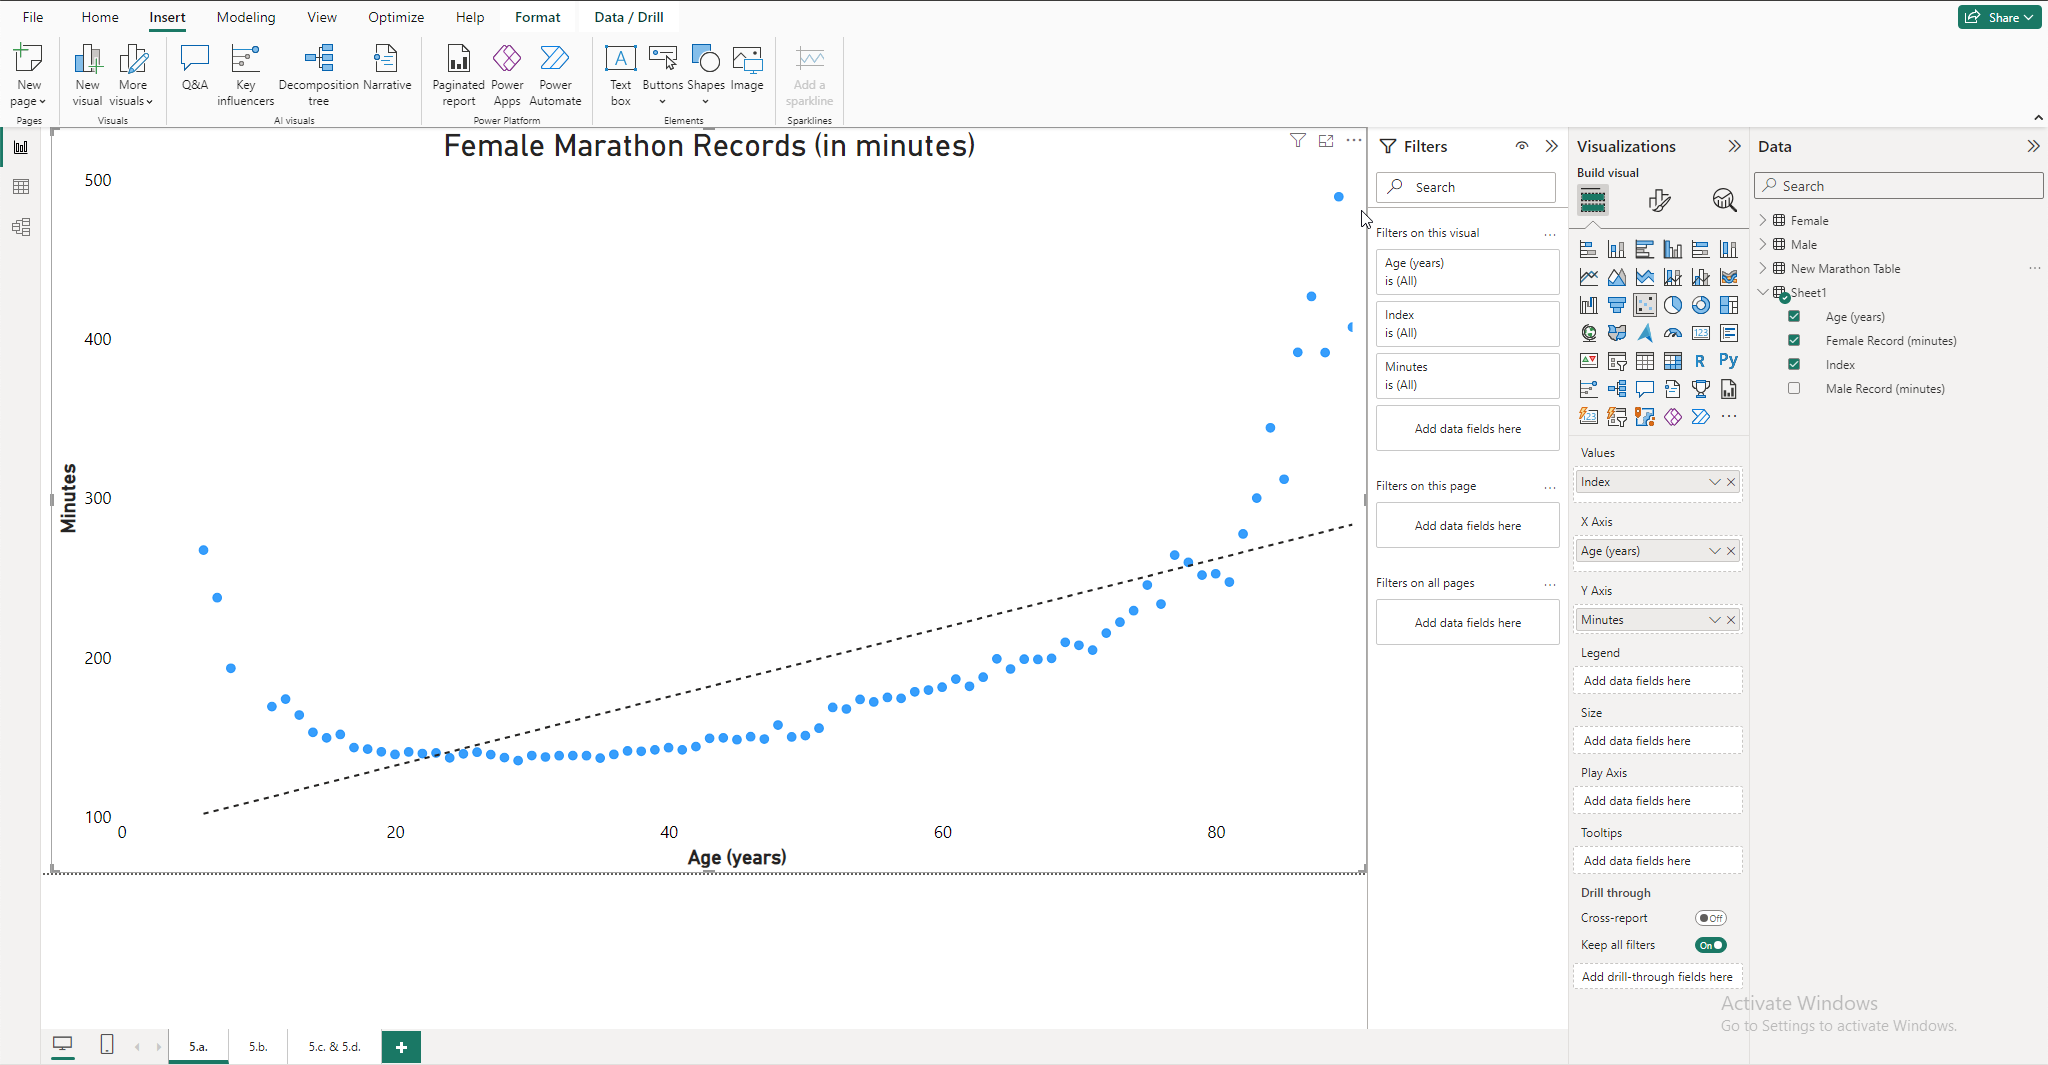 File Home Insert Modeling View Optimize Help Format Data / Drill Share
New page
New visual
More visuals
Q&A
Key influencers
Decomposition tree
Narrative
Paginated report
Power Apps
Power Automate
Text box
Buttons
Shapes
Image
Add a sparkline
Pages Visuals AI visuals Power Platform Elements Sparklines
Female Marathon Records (in minutes)
500
400
300
200
100
Minutes
0 20 40 60 80
Age (years)
5.a. 5.b. 5.c. & 5.d. +
Filters
Search
Filters on this visual ...
Age (years)
is (All)
Index
is (All)
Minutes
is (All)
Add data fields here
Filters on this page ...
Add data fields here
Filters on all pages ...
Add data fields here
Visualizations
Build visual
123
R Py
123
...
Values
Index
X Axis
Age (years)
Y Axis
Minutes
Legend
Add data fields here
Size
Add data fields here
Play Axis
Add data fields here
Tooltips
Add data fields here
Drill through
Cross-report Off
Keep all filters On
Add drill-through fields here
Data
Search
Female
Male
New Marathon Table ...
Sheet1
Age (years)
Female Record (minutes)
Index
Male Record (minutes)
Activate Windows
Go to Settings to activate Windows.